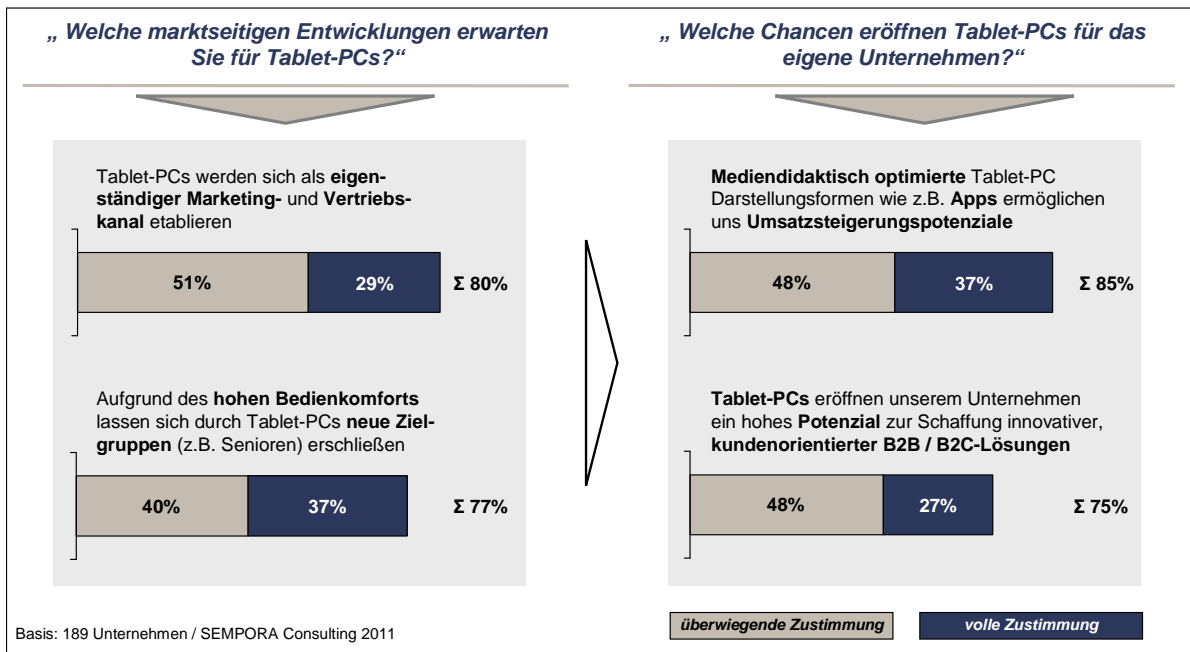 „ Welche marktseitigen Entwicklungen erwarten
Sie für Tablet-PCs?“
Tablet-PCs werden sich als eigen-
ständiger Marketing- und Vertriebs-
kanal etablieren
51%
29%
Σ 80%
Aufgrund des hohen Bedienkomforts
lassen sich durch Tablet-PCs neue Ziel-
gruppen (z.B. Senioren) erschließen
40%
37%
Σ 77%
„ Welche Chancen eröffnen Tablet-PCs für das
eigene Unternehmen?“
Mediendidaktisch optimierte Tablet-PC
Darstellungsformen wie z.B. Apps ermöglichen
uns Umsatzsteigerungspotenziale
48%
37%
Σ 85%
Tablet-PCs eröffnen unserem Unternehmen
ein hohes Potenzial zur Schaffung innovativer,
kundenorientierter B2B / B2C-Lösungen
48%
27%
Σ 75%
Basis: 189 Unternehmen / SEMPORA Consulting 2011
überwiegende Zustimmung
volle Zustimmung